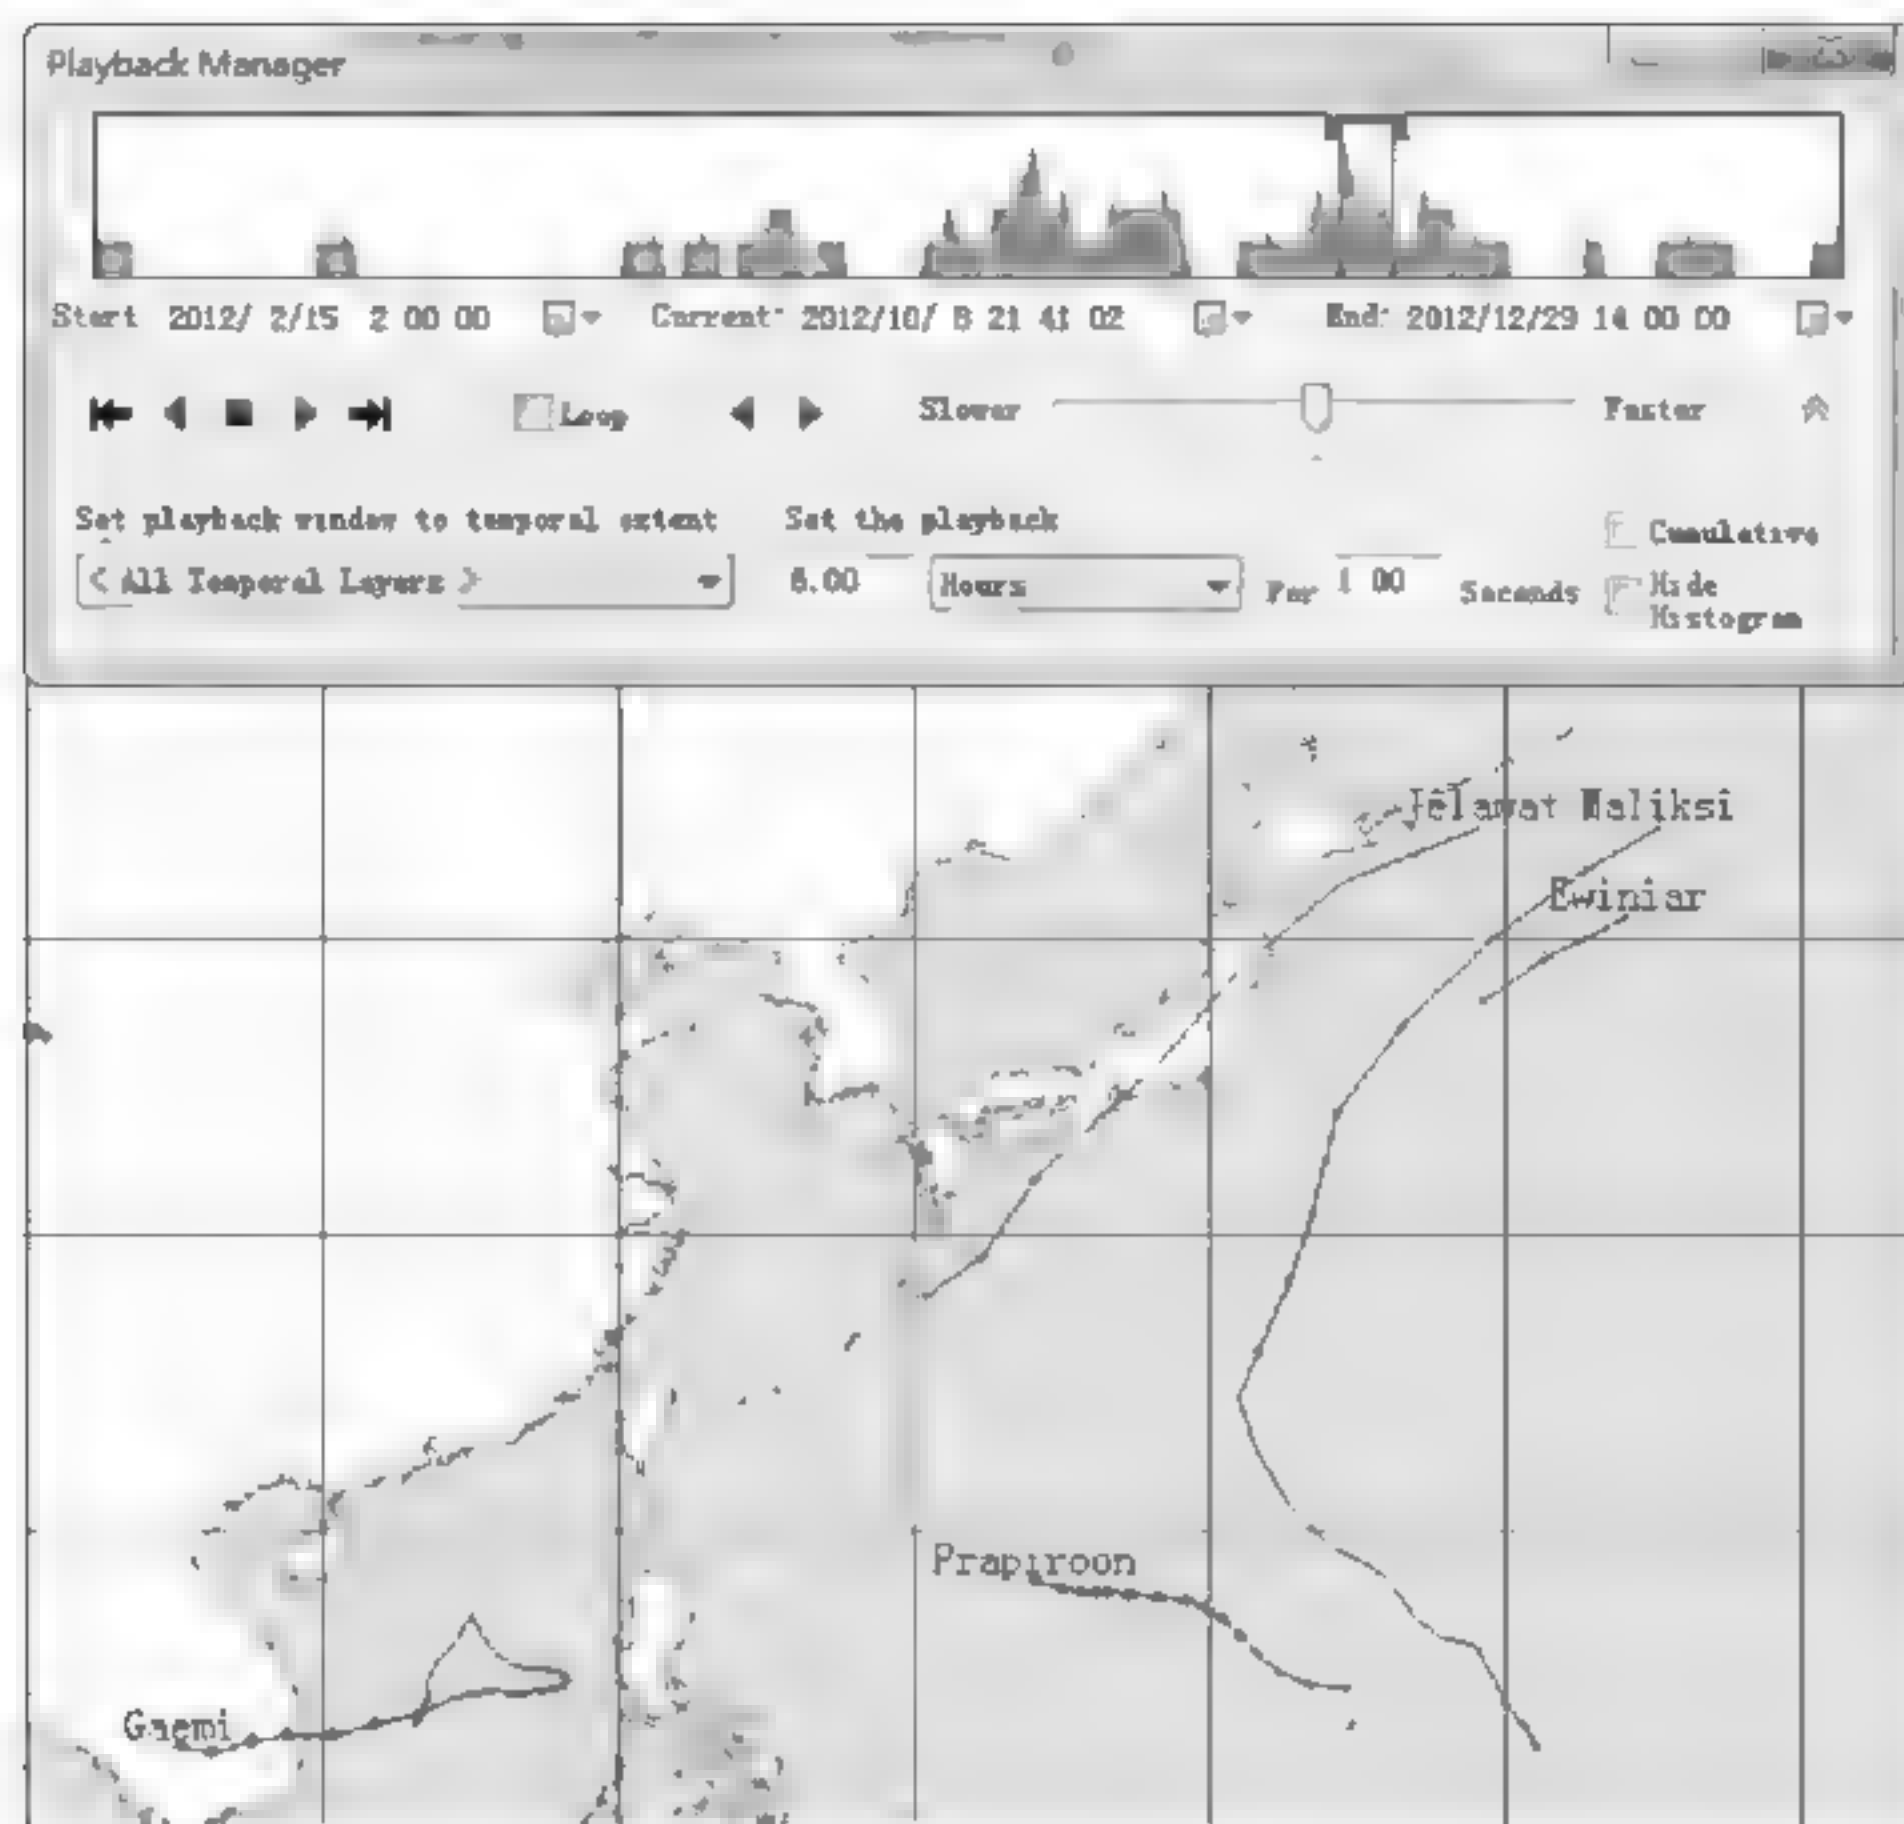 Playback Manager
Start 2012/ 2/15 2 00 00 Current: 2012/10/ 8 21 41 02 End: 2012/12/29 14 00 00
Loop Slower Faster
Set playback window to temporal extent Set the playback
< All Temporal Layers > 6.00 Hours Per 1 00 Seconds
Cumulative
Hide
Histogram
Jelawat Maliksi
Ewiniar
Prapiroon
Gaemi